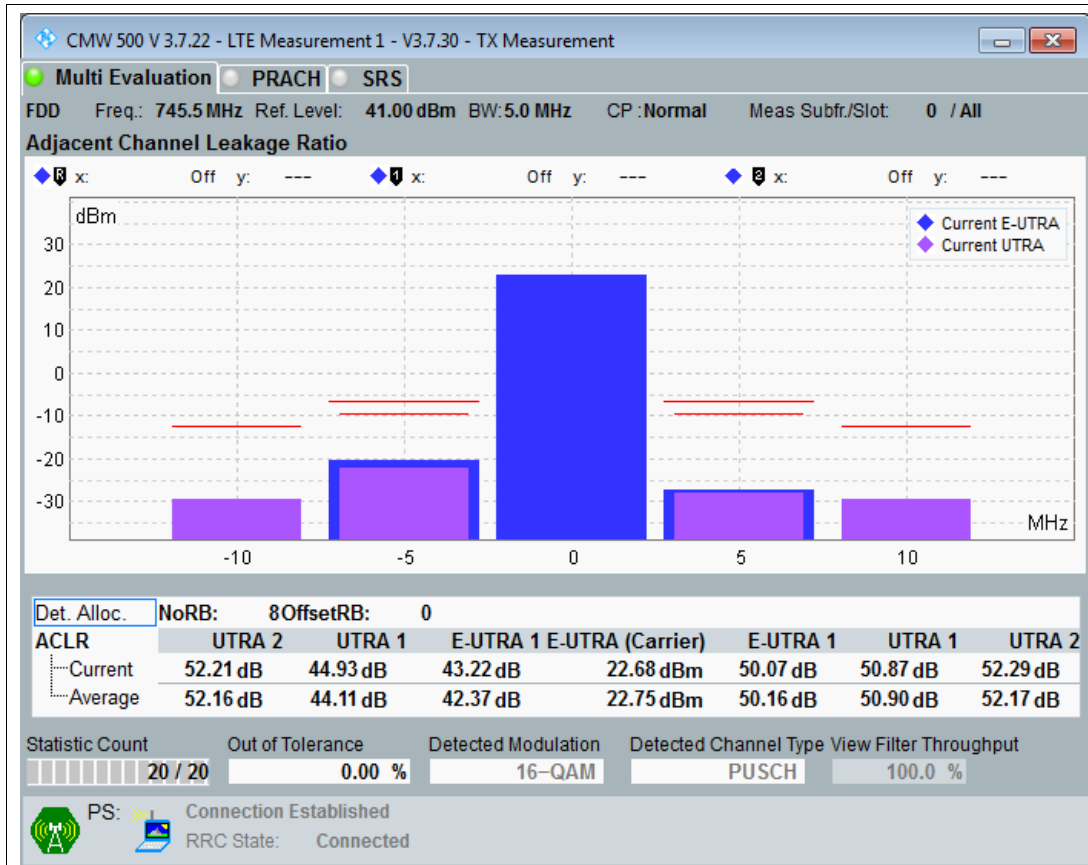 CMW 500 V 3.7.22 - LTE Measurement 1 - V3.7.30 - TX Measurement
Multi Evaluation PRACH SRS
FDD Freq.: 745.5 MHz Ref. Level: 41.00 dBm BW: 5.0 MHz CP : Normal Meas Subfr./Slot: 0 / All
Adjacent Channel Leakage Ratio
R x: Off y: --- 1 x: Off y: --- 2 x: Off y: ---
dBm
Current E-UTRA
Current UTRA
30
20
10
0
-10
-20
-30
MHz
-10 -5 0 5 10
Det. Alloc. NoRB: 8 OffsetRB: 0
ACLR UTRA 2 UTRA 1 E-UTRA 1 E-UTRA (Carrier) E-UTRA 1 UTRA 1 UTRA 2
Current 52.21 dB 44.93 dB 43.22 dB 22.68 dBm 50.07 dB 50.87 dB 52.29 dB
Average 52.16 dB 44.11 dB 42.37 dB 22.75 dBm 50.16 dB 50.90 dB 52.17 dB
Statistic Count Out of Tolerance Detected Modulation Detected Channel Type View Filter Throughput
20 / 20 0.00 % 16-QAM PUSCH 100.0 %
PS: Connection Established
RRC State: Connected